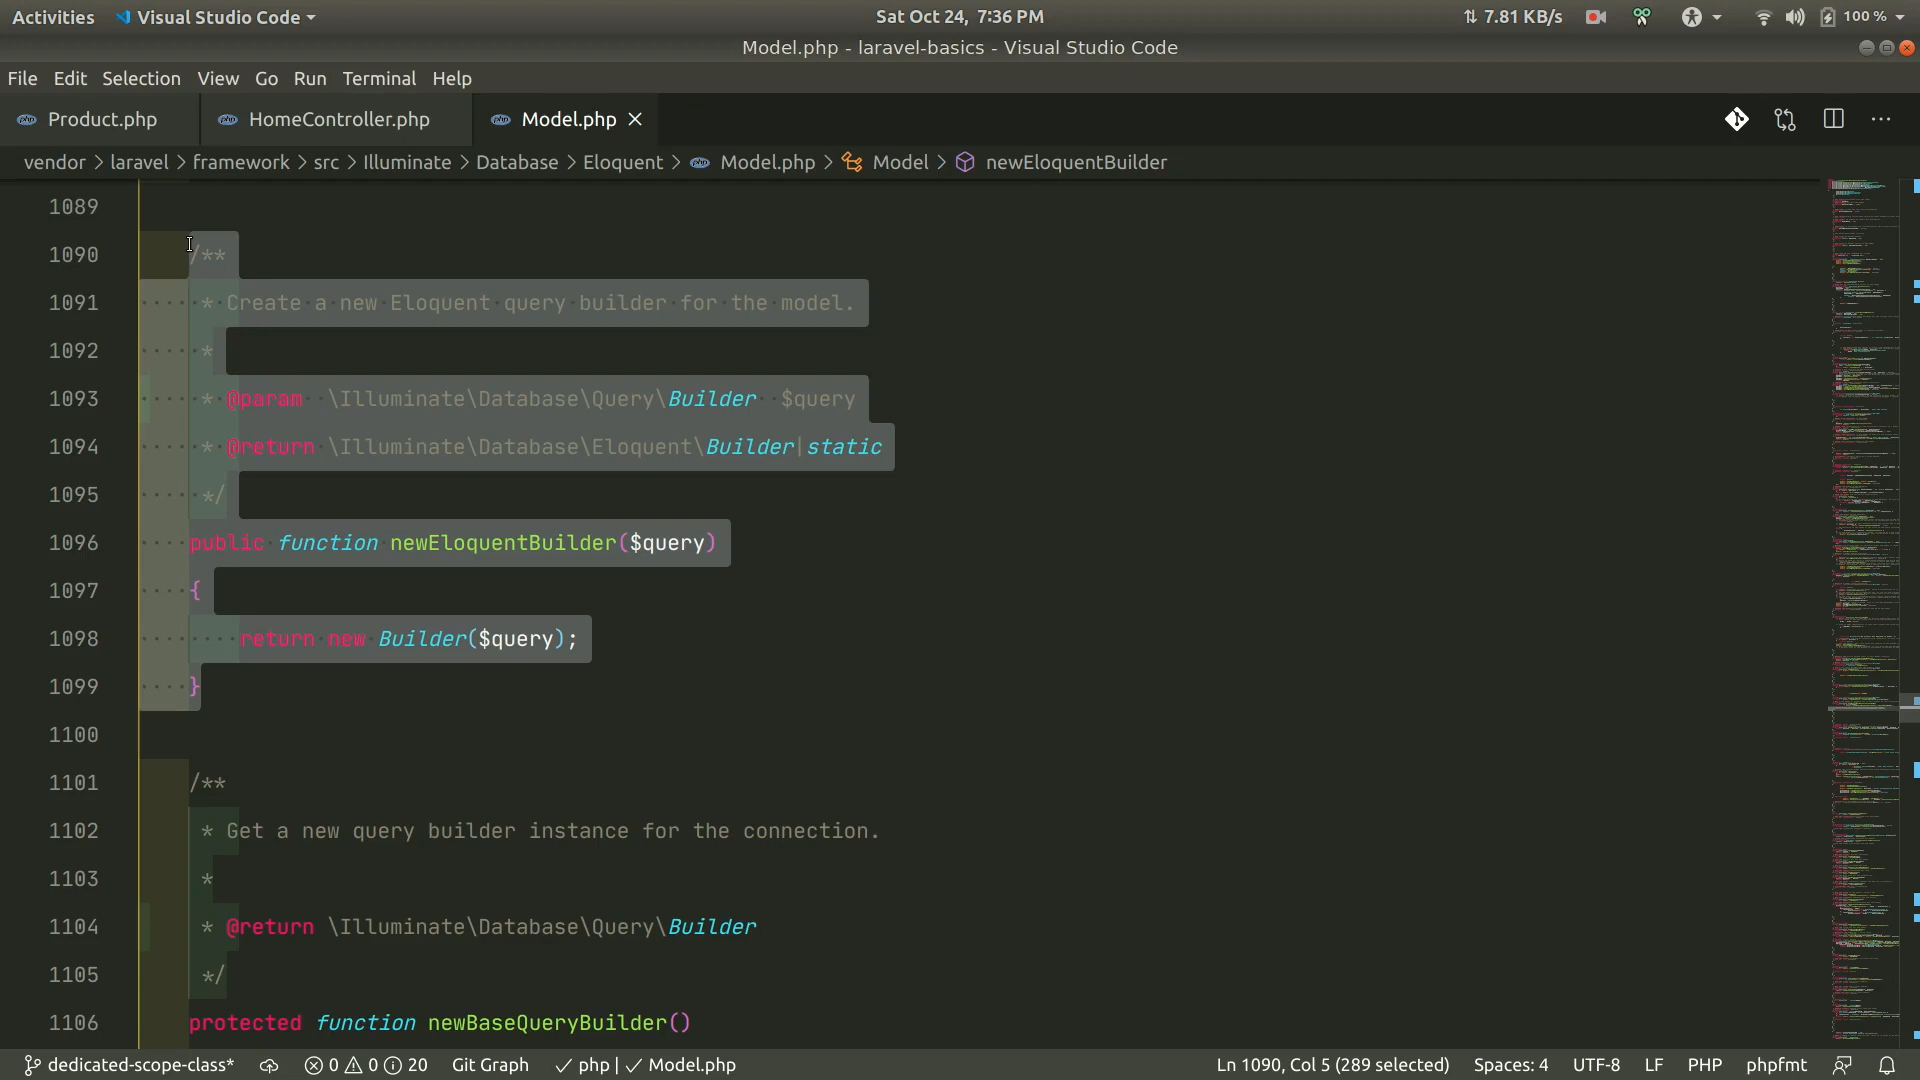 Activities Visual Studio Code Sat Oct 24, 7:36 PM 7.81 KB/s 100 %
Model.php - laravel-basics - Visual Studio Code
File Edit Selection View Go Run Terminal Help
php Product.php php HomeController.php php Model.php
vendor > laravel > framework > src > Illuminate > Database > Eloquent > php Model.php > Model > newEloquentBuilder
1089
1090 /**
1091 * Create a new Eloquent query builder for the model.
1092 *
1093 * @param \Illuminate\Database\Query\Builder $query
1094 * @return \Illuminate\Database\Eloquent\Builder|static
1095 */
1096 public function newEloquentBuilder($query)
1097 {
1098 return new Builder($query);
1099 }
1100
1101 /**
1102 * Get a new query builder instance for the connection.
1103 *
1104 * @return \Illuminate\Database\Query\Builder
1105 */
1106 protected function newBaseQueryBuilder()
dedicated-scope-class* 0 0 20 Git Graph ✓ php | ✓ Model.php Ln 1090, Col 5 (289 selected) Spaces: 4 UTF-8 LF PHP phpfmt